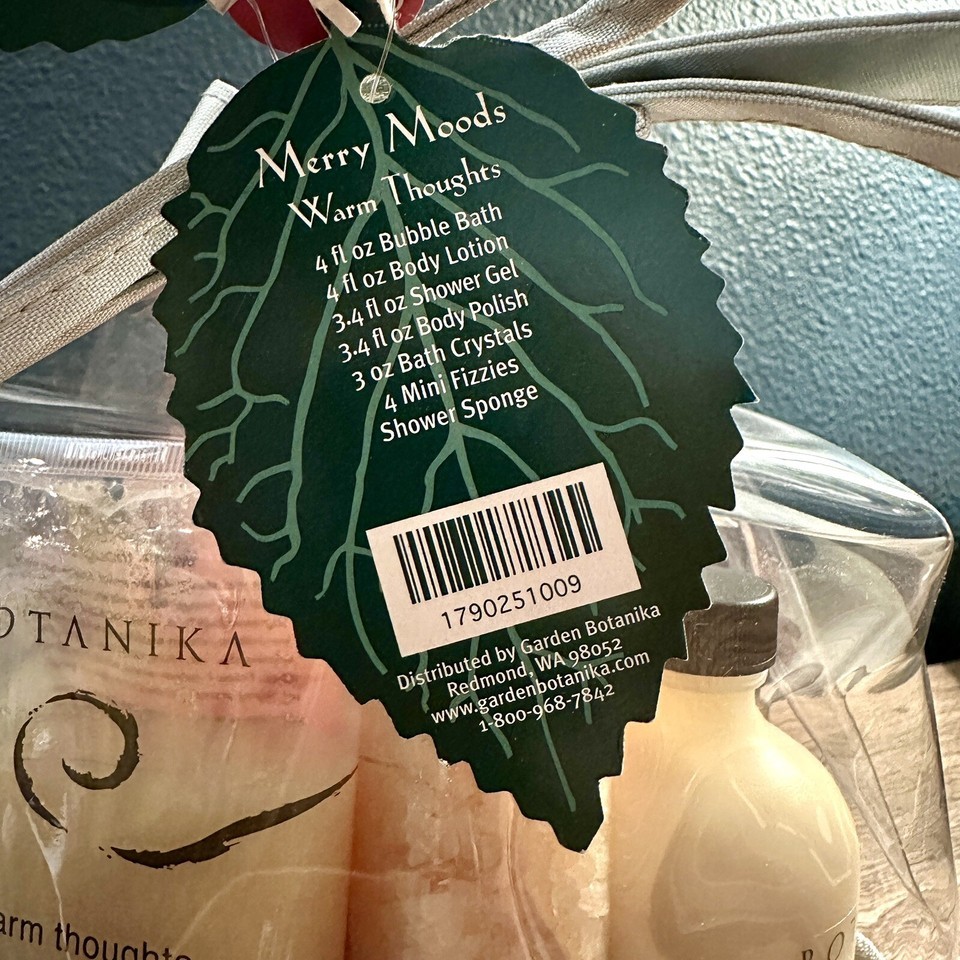 Merry Moods
Warm Thoughts
4 fl oz Bubble Bath
4 fl oz Body Lotion
3.4 fl oz Shower Gel
3.4 fl oz Body Polish
3 oz Bath Crystals
4 Mini Fizzies
Shower Sponge
1790251009
Distributed by Garden Botanika
Redmond, WA 98052
www.gardenbotanika.com
1-800-968-7842
OTANIKA
arm thoughts
BO